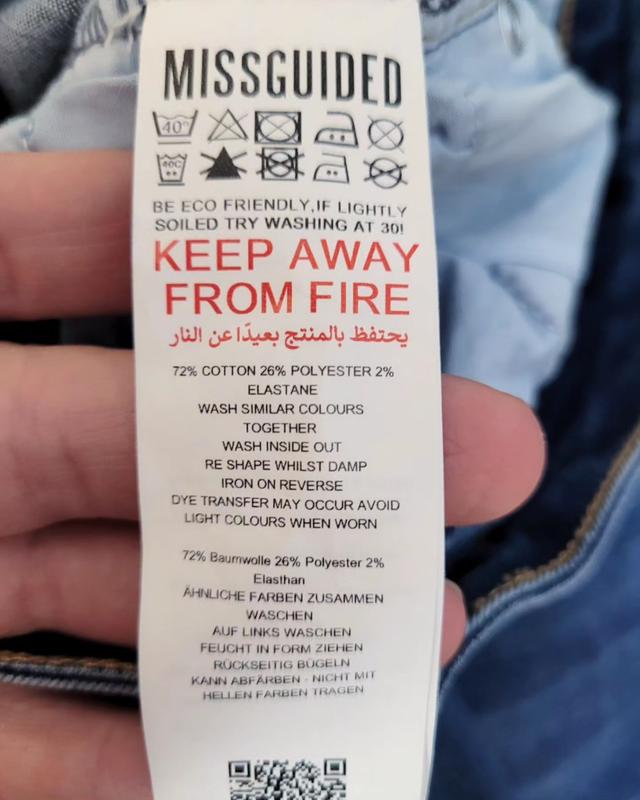 MISSGUIDED
40°
40C
BE ECO FRIENDLY,IF LIGHTLY
SOILED TRY WASHING AT 30!
KEEP AWAY
FROM FIRE
يحتفظ بالمنتج بعيدًا عن النار
72% COTTON 26% POLYESTER 2%
ELASTANE
WASH SIMILAR COLOURS
TOGETHER
WASH INSIDE OUT
RE SHAPE WHILST DAMP
IRON ON REVERSE
DYE TRANSFER MAY OCCUR AVOID
LIGHT COLOURS WHEN WORN
72% Baumwolle 26% Polyester 2%
Elasthan
ÄHNLICHE FARBEN ZUSAMMEN
WASCHEN
AUF LINKS WASCHEN
FEUCHT IN FORM ZIEHEN
RÜCKSEITIG BÜGELN
KANN ABFÄRBEN - NICHT MIT
HELLEN FARBEN TRAGEN